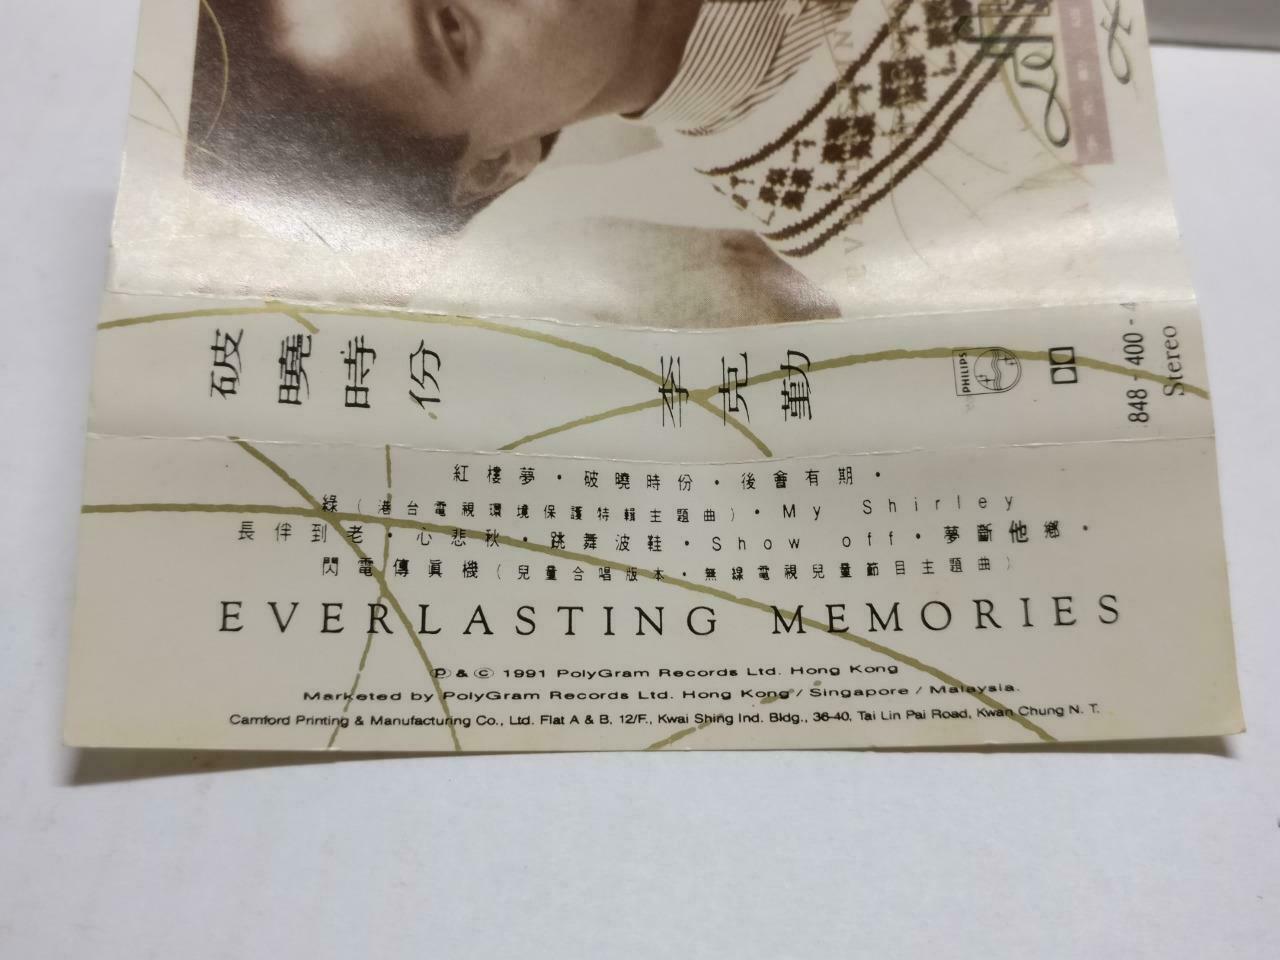 破曉時份
李克勤
PHILIPS
848 - 400 - 4
Stereo
紅樓夢・破曉時份・後會有期・
綠(港台電視環境保護特輯主題曲)・My Shirley
長伴到老・心悲秋・跳舞波鞋・Show off・夢斷他鄉・
閃電傳眞機(兒童合唱版本・無線電視兒童節目主題曲)
EVERLASTING MEMORIES
Ⓟ & © 1991 PolyGram Records Ltd. Hong Kong
Marketed by PolyGram Records Ltd. Hong Kong / Singapore / Malaysia.
Camford Printing & Manufacturing Co., Ltd. Flat A & B, 12/F., Kwai Shing Ind. Bldg., 36-40, Tai Lin Pai Road, Kwan Chung N. T.